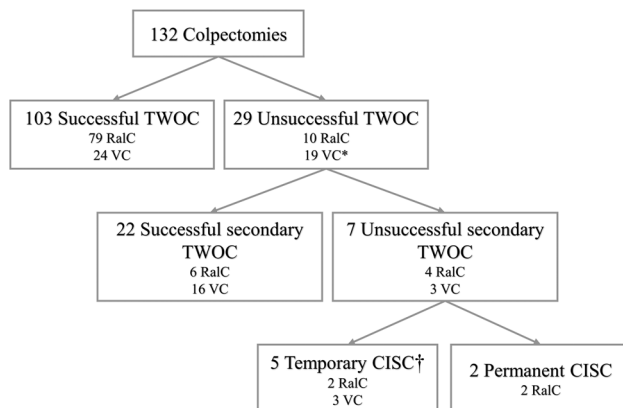 132 Colpectomies
103 Successful TWOC
79 RalC
24 VC
29 Unsuccessful TWOC
10 RalC
19 VC*
22 Successful secondary
TWOC
6 RalC
16 VC
7 Unsuccessful secondary
TWOC
4 RalC
3 VC
5 Temporary CISC†
2 RalC
3 VC
2 Permanent CISC
2 RalC